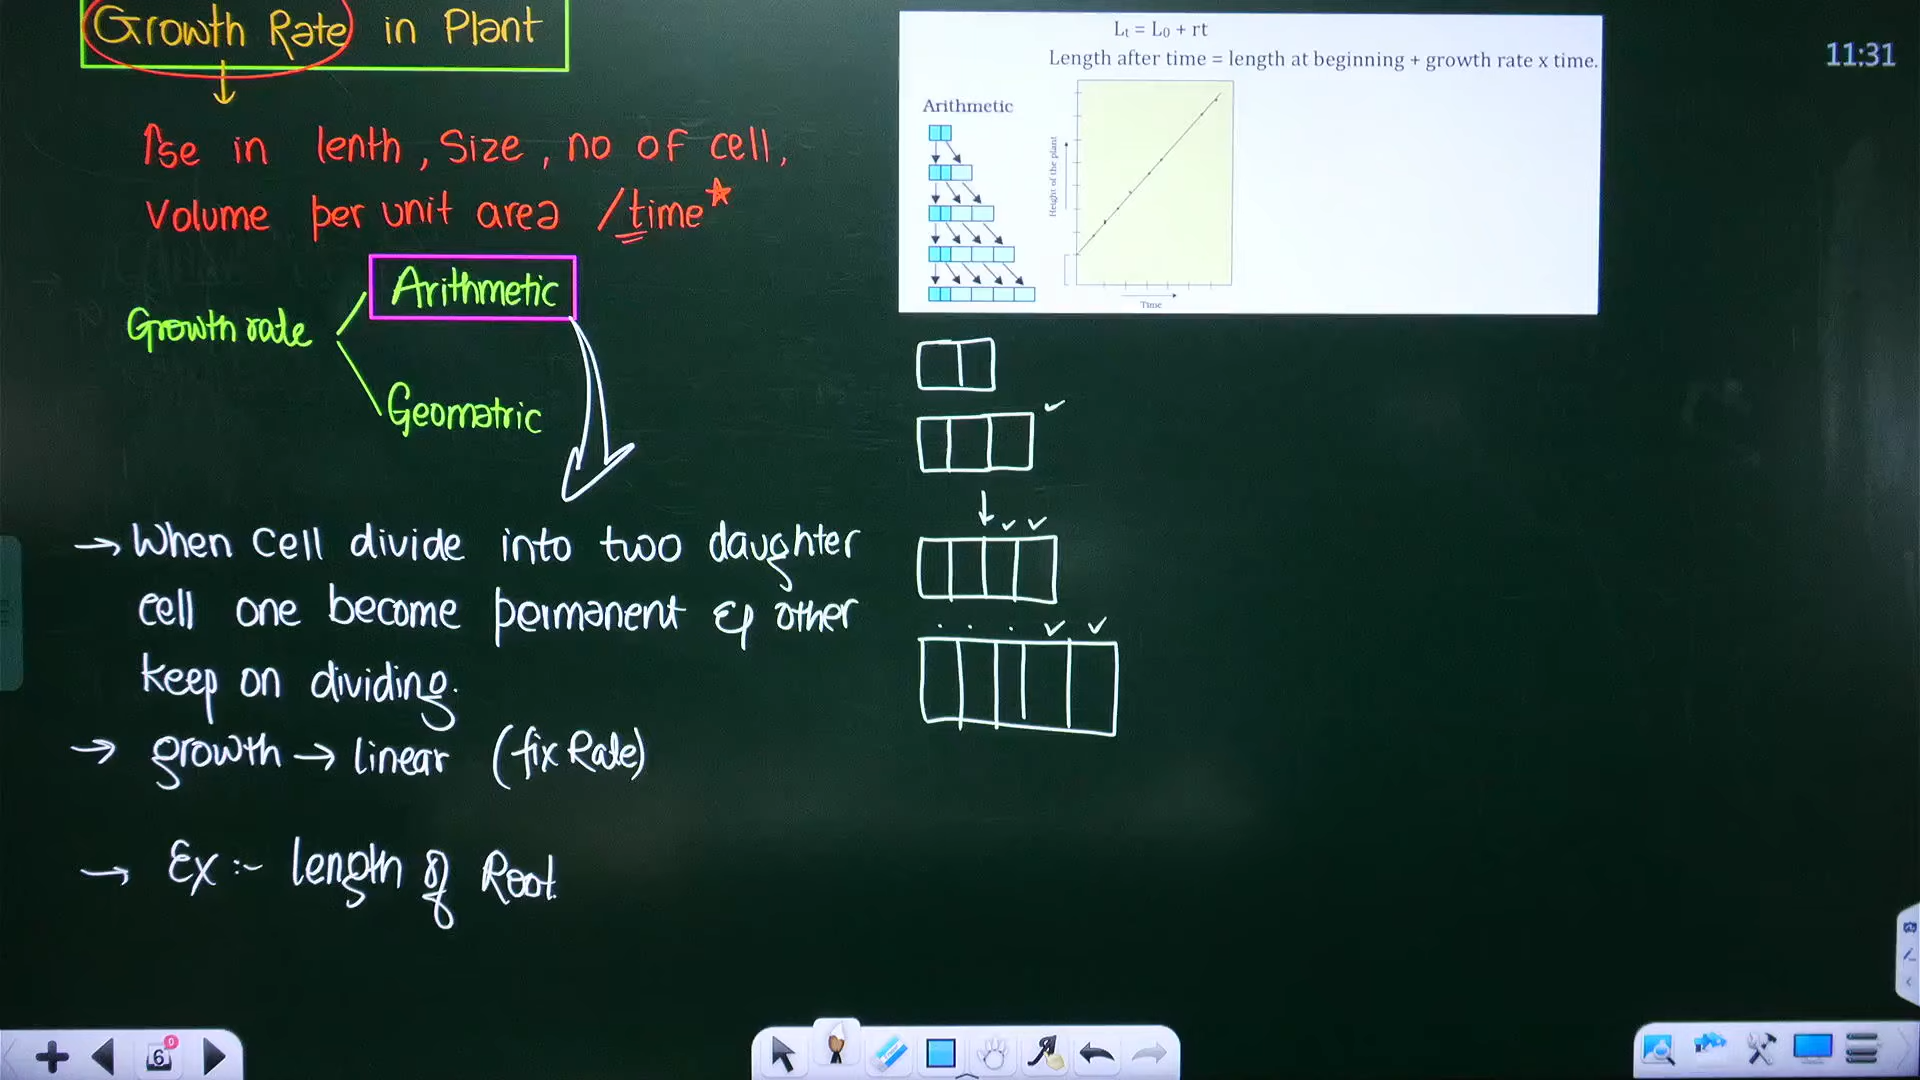 Growth Rate in Plant
↑se in lenth, Size, no of cell,
volume per unit area /time*
Growth rate
Arithmetic
Geomatric
→ When cell divide into two daughter
cell one become permanent & other
keep on dividing.
→ growth → linear (fix Rate)
→ Ex :- length of Root.
Lt = L0 + rt
Length after time = length at beginning + growth rate x time.
Arithmetic
Height of the plant
Time
11:31
6
0